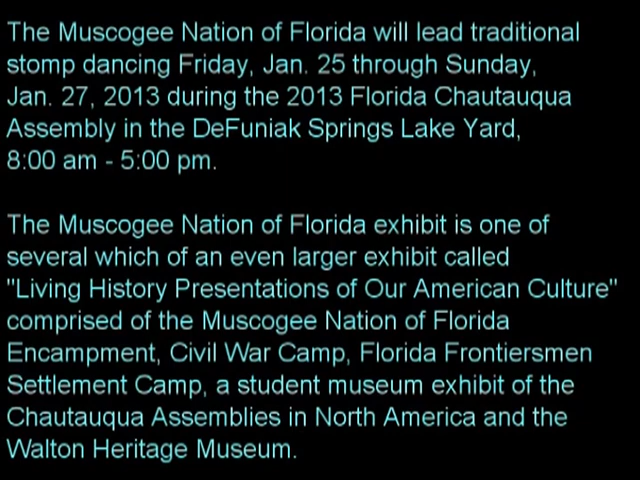 The Muscogee Nation of Florida will lead traditional
stomp dancing Friday, Jan. 25 through Sunday,
Jan. 27, 2013 during the 2013 Florida Chautauqua
Assembly in the DeFuniak Springs Lake Yard,
8:00 am - 5:00 pm.
The Muscogee Nation of Florida exhibit is one of
several which of an even larger exhibit called
"Living History Presentations of Our American Culture"
comprised of the Muscogee Nation of Florida
Encampment, Civil War Camp, Florida Frontiersmen
Settlement Camp, a student museum exhibit of the
Chautauqua Assemblies in North America and the
Walton Heritage Museum.